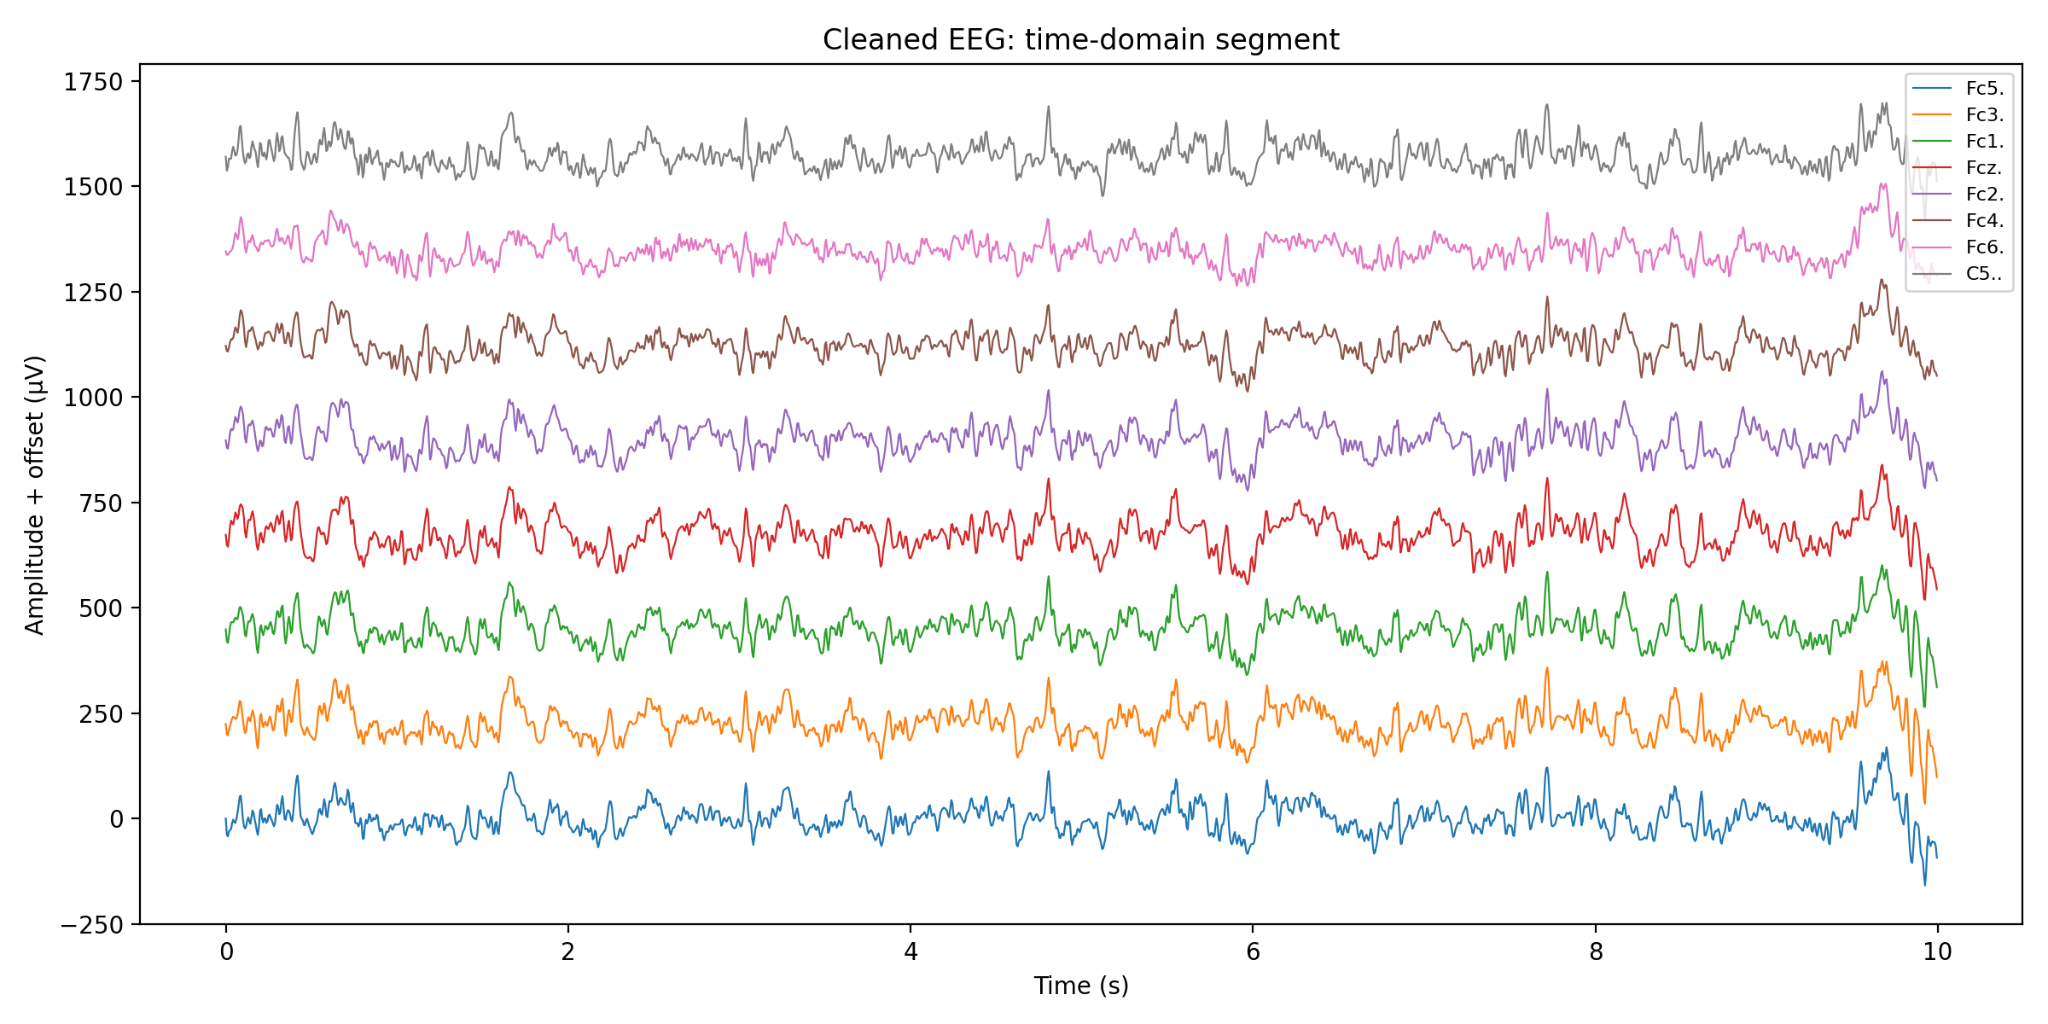 Cleaned EEG: time-domain segment
1750
1500
1250
1000
750
500
250
0
−250
Amplitude + offset (µV)
Fc5.
Fc3.
Fc1.
Fcz.
Fc2.
Fc4.
Fc6.
C5..
0
2
4
6
8
10
Time (s)